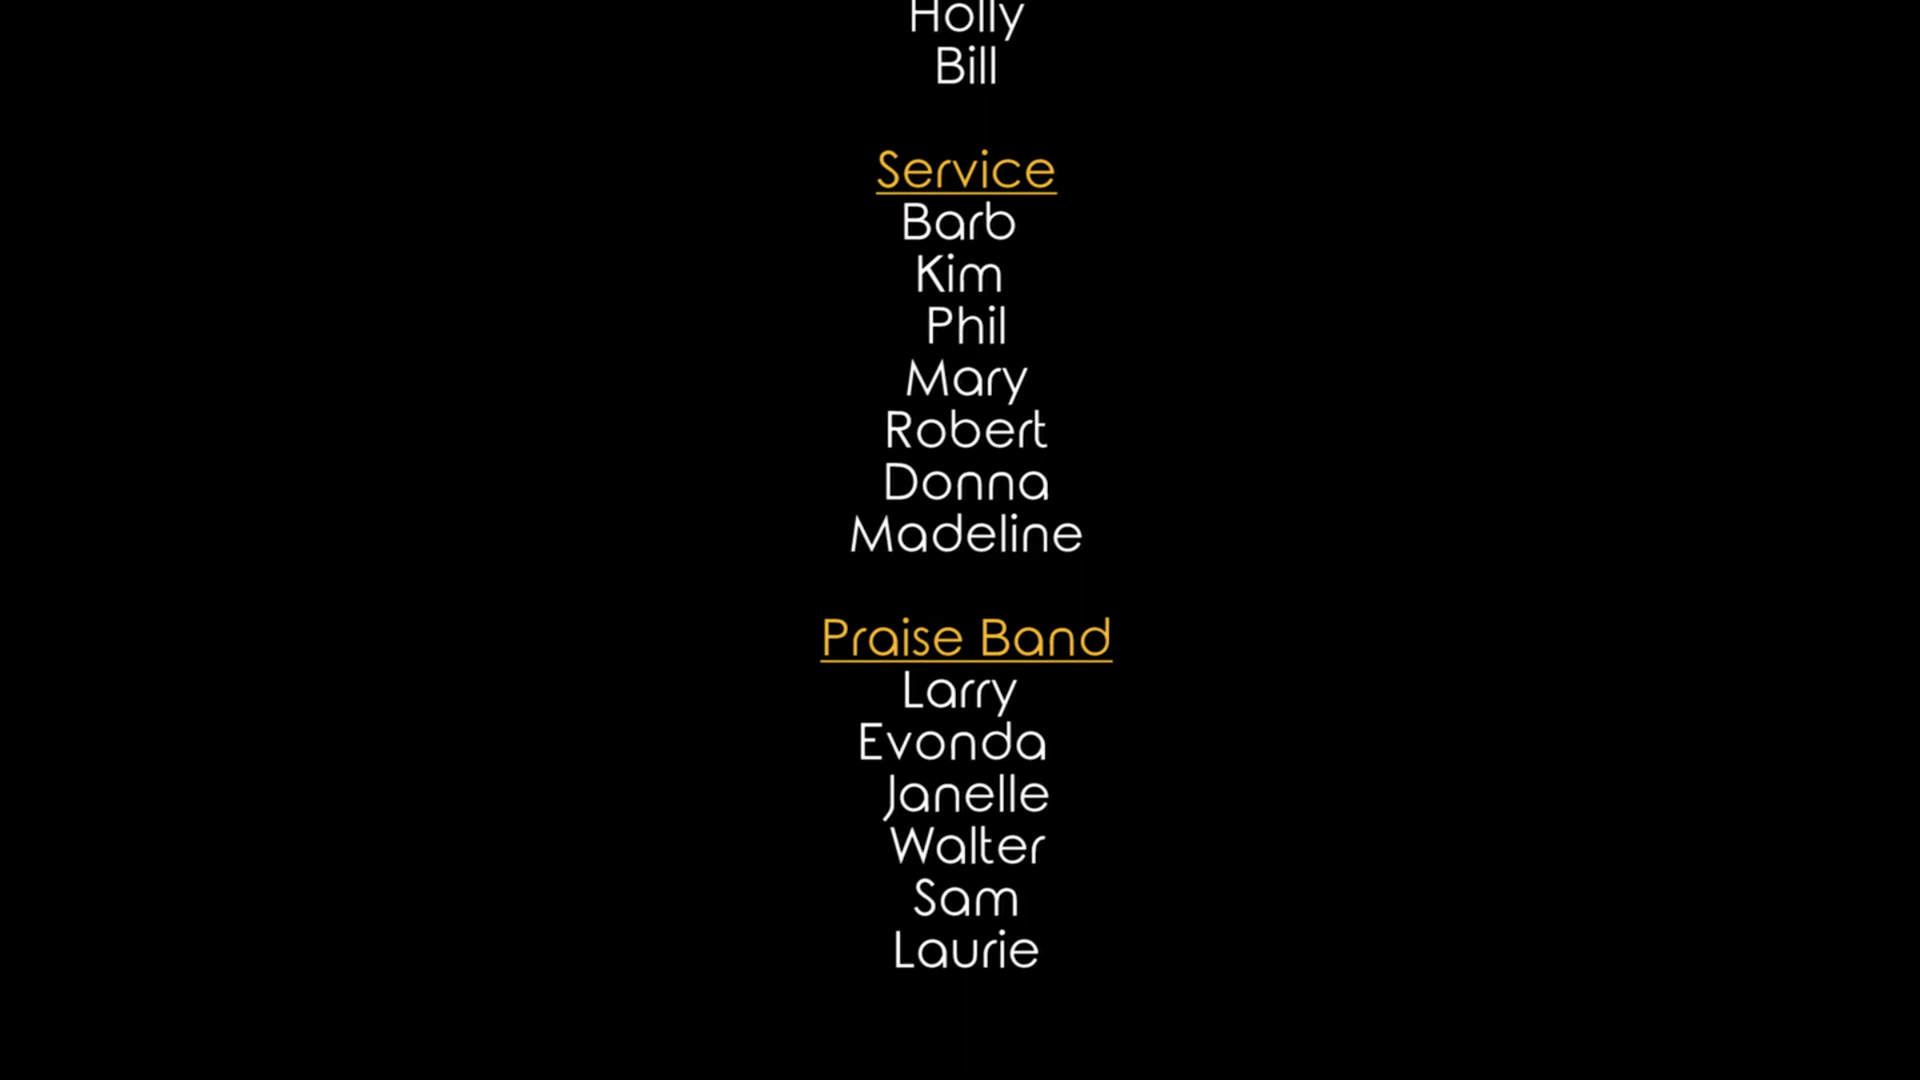 Holly
Bill
Service
Barb
Kim
Phil
Mary
Robert
Donna
Madeline
Praise Band
Larry
Evonda
Janelle
Walter
Sam
Laurie